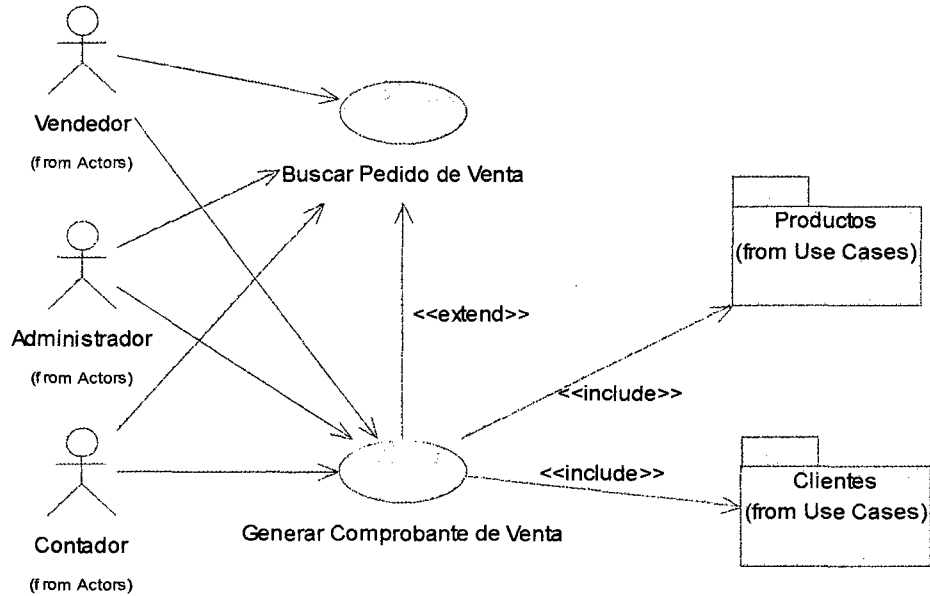 Vendedor
(from Actors)
Buscar Pedido de Venta
Administrador
(from Actors)
<<extend>>
Productos
(from Use Cases)
<<include>>
Contador
(from Actors)
Generar Comprobante de Venta
<<include>>
Clientes
(from Use Cases)